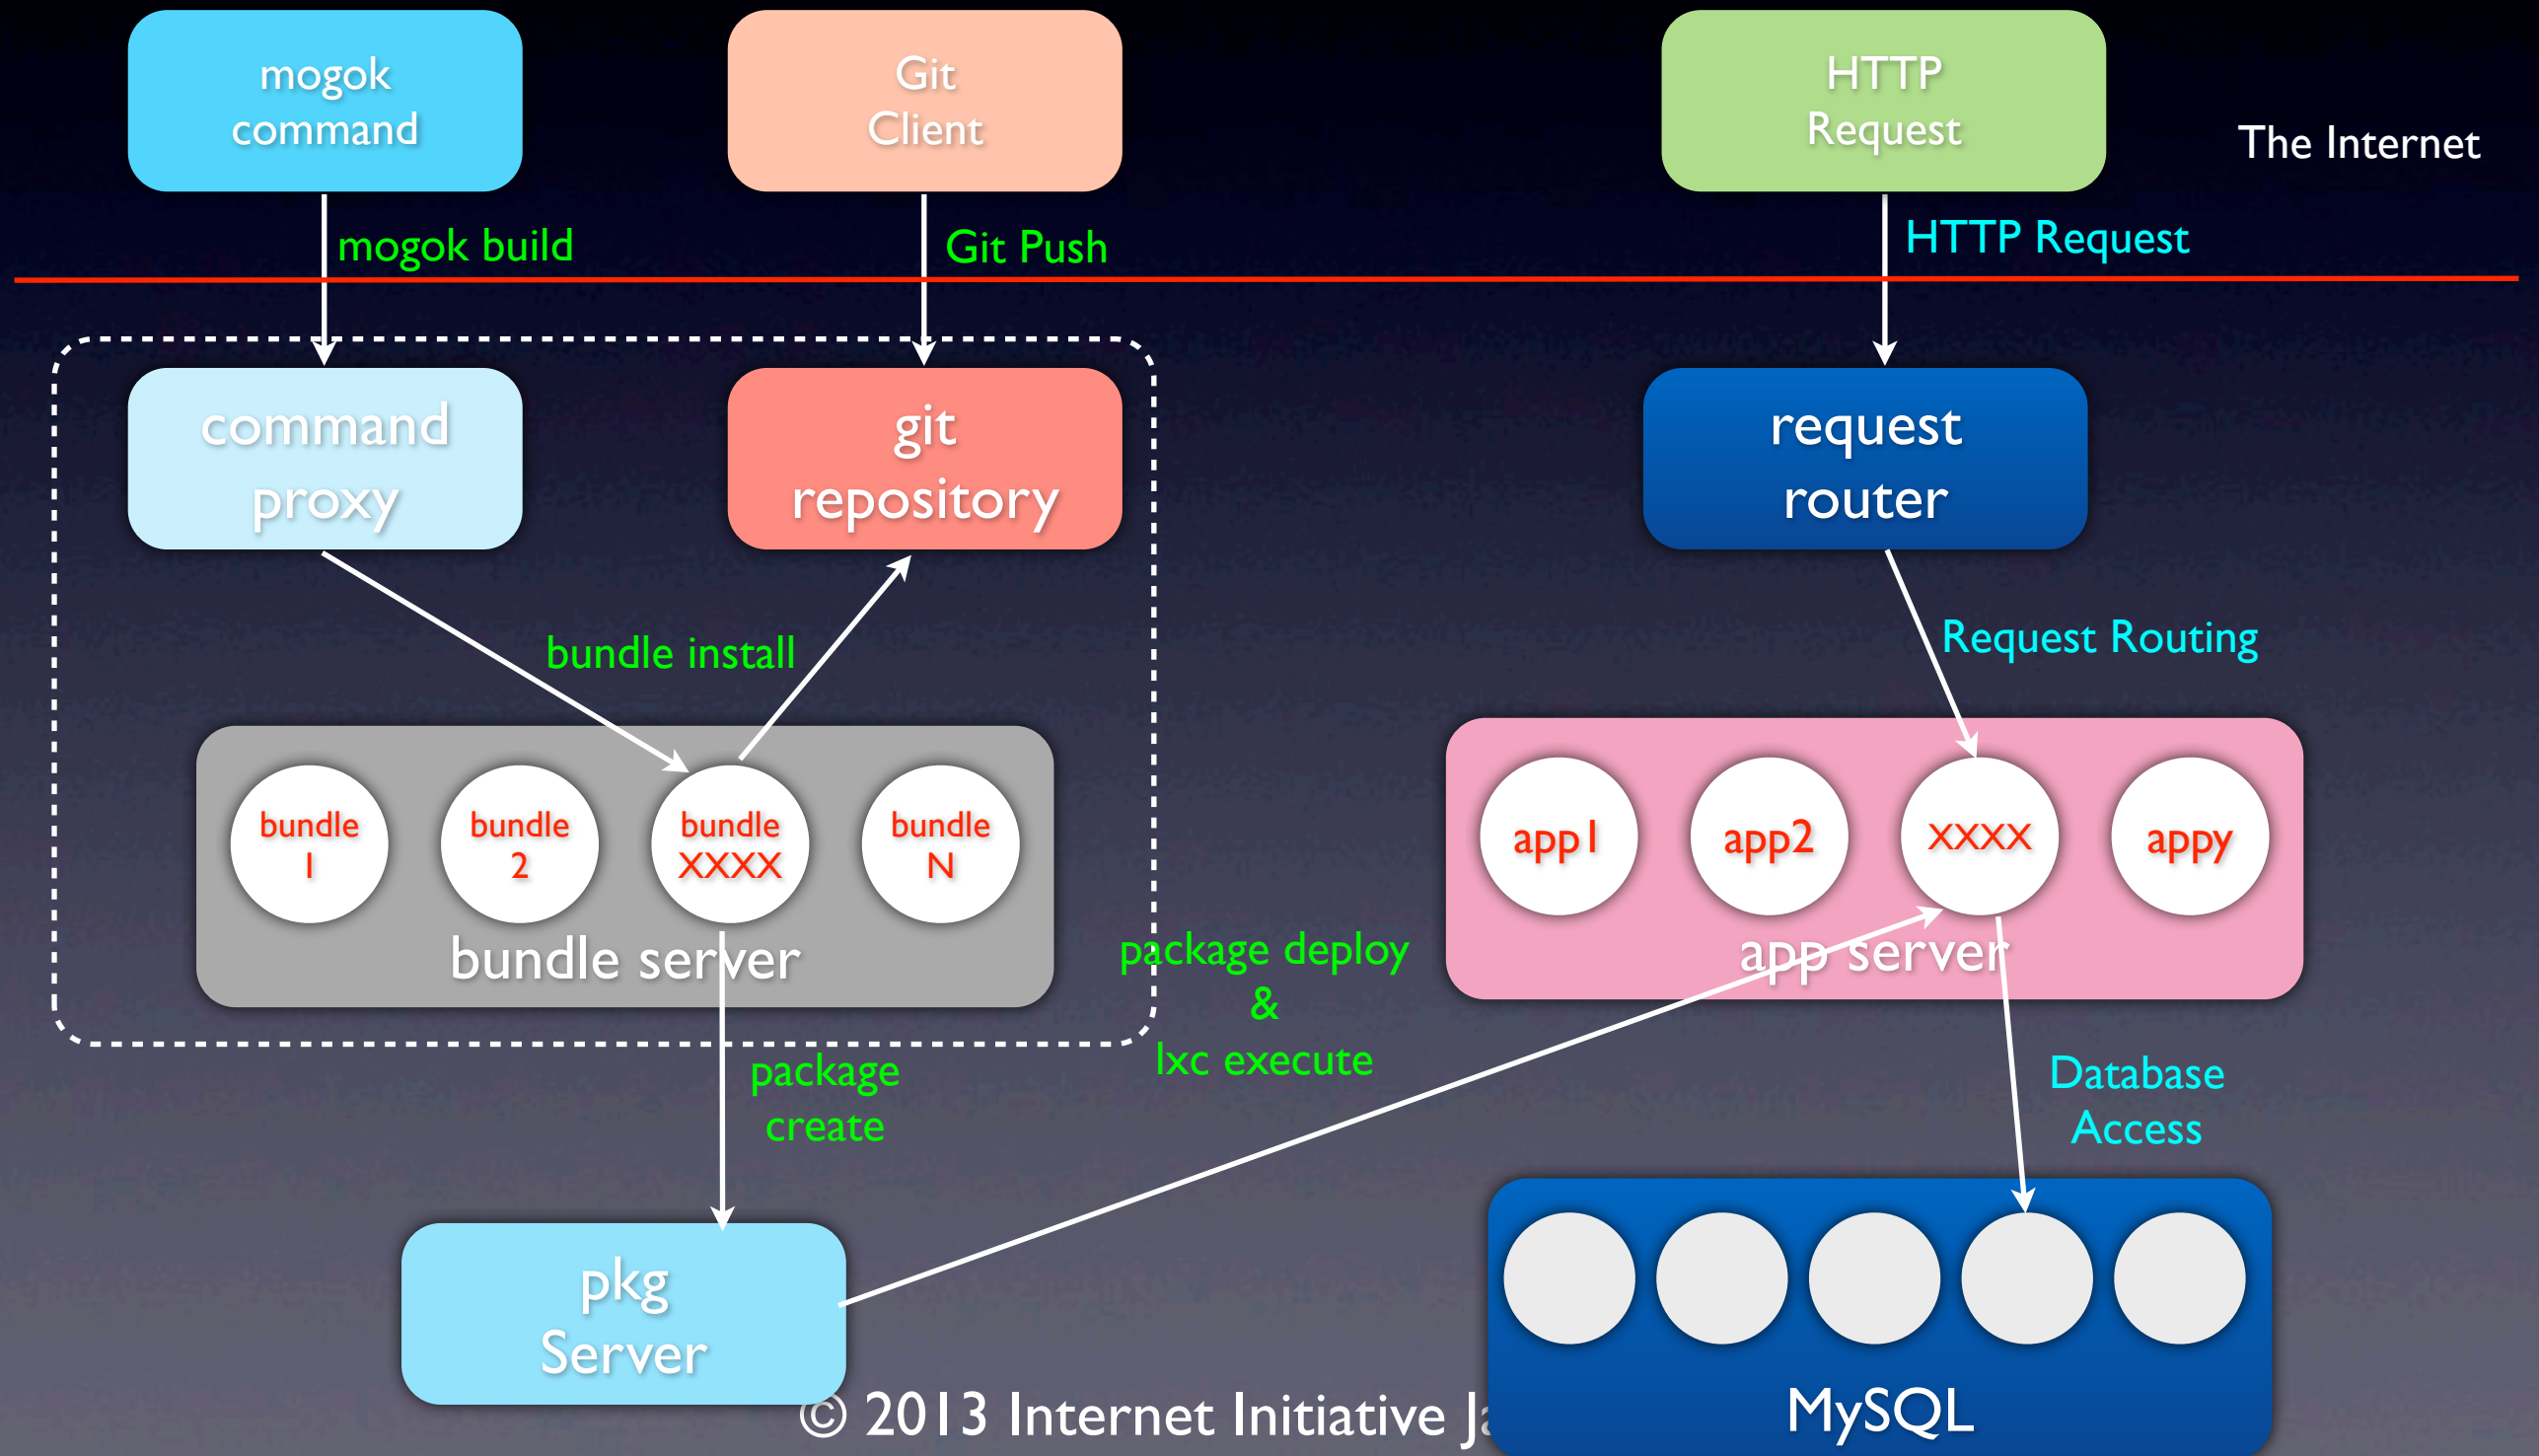 mogok
command
Git
Client
HTTP
Request
The Internet
mogok build
Git Push
HTTP Request
command
proxy
git
repository
request
router
bundle install
Request Routing
bundle
1
bundle
2
bundle
XXXX
bundle
N
bundle server
app1
app2
XXXX
appy
app server
package deploy
&
lxc execute
package
create
Database
Access
pkg
Server
MySQL
© 2013 Internet Initiative